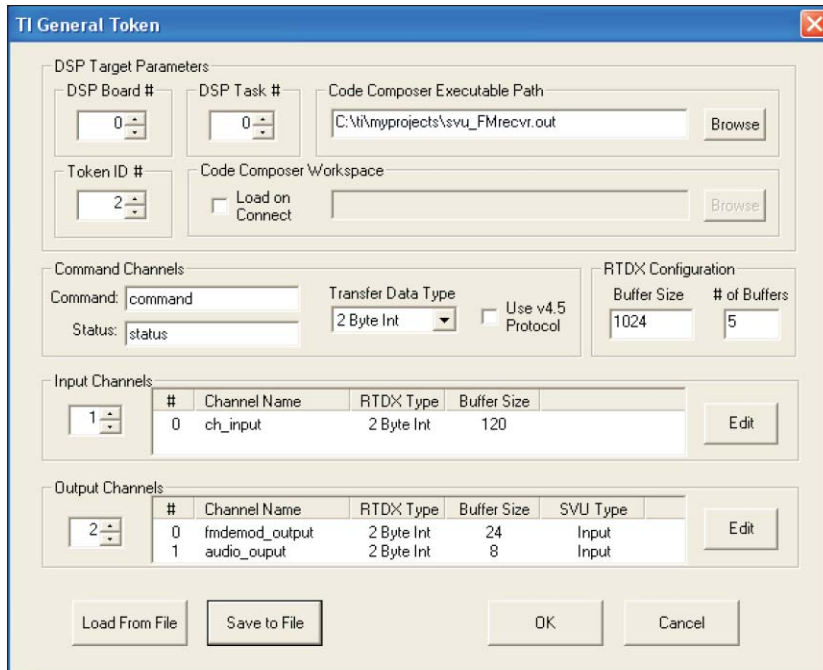 TI General Token
DSP Target Parameters
DSP Board #
0
DSP Task #
0
Code Composer Executable Path
C:\ti\myprojects\svu_FMrecvr.out
Browse
Token ID #
2
Code Composer Workspace
Load on
Connect
Browse
Command Channels
Command: command
Status: status
Transfer Data Type
2 Byte Int
Use v4.5
Protocol
RTDX Configuration
Buffer Size
1024
# of Buffers
5
Input Channels
1
# Channel Name RTDX Type Buffer Size
0 ch_input 2 Byte Int 120
Edit
Output Channels
2
# Channel Name RTDX Type Buffer Size SVU Type
0 fmdemod_output 2 Byte Int 24 Input
1 audio_ouput 2 Byte Int 8 Input
Edit
Load From File
Save to File
OK
Cancel